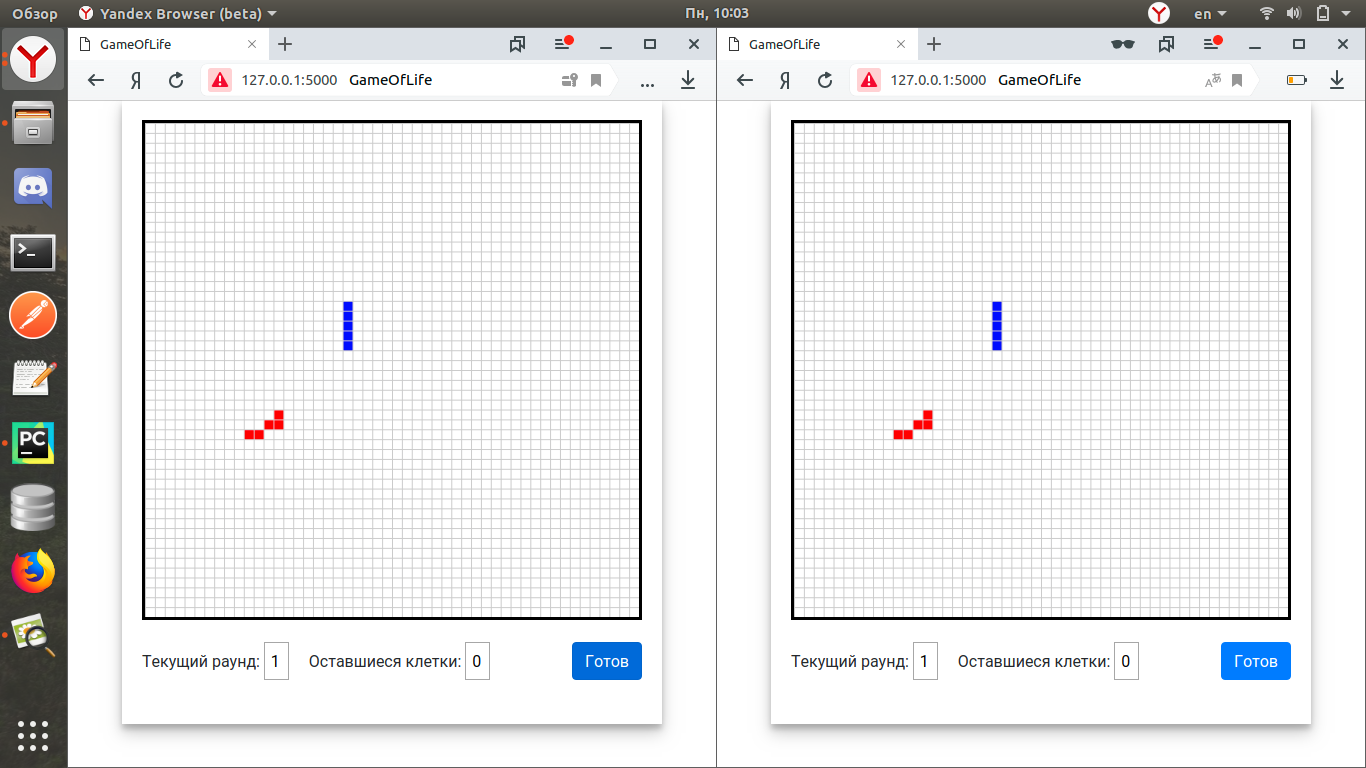 Обзор Yandex Browser (beta) Пн, 10:03 en
GameOfLife
127.0.0.1:5000 GameOfLife
Текущий раунд: 1 Оставшиеся клетки: 0 Готов
GameOfLife
127.0.0.1:5000 GameOfLife
Текущий раунд: 1 Оставшиеся клетки: 0 Готов
PC